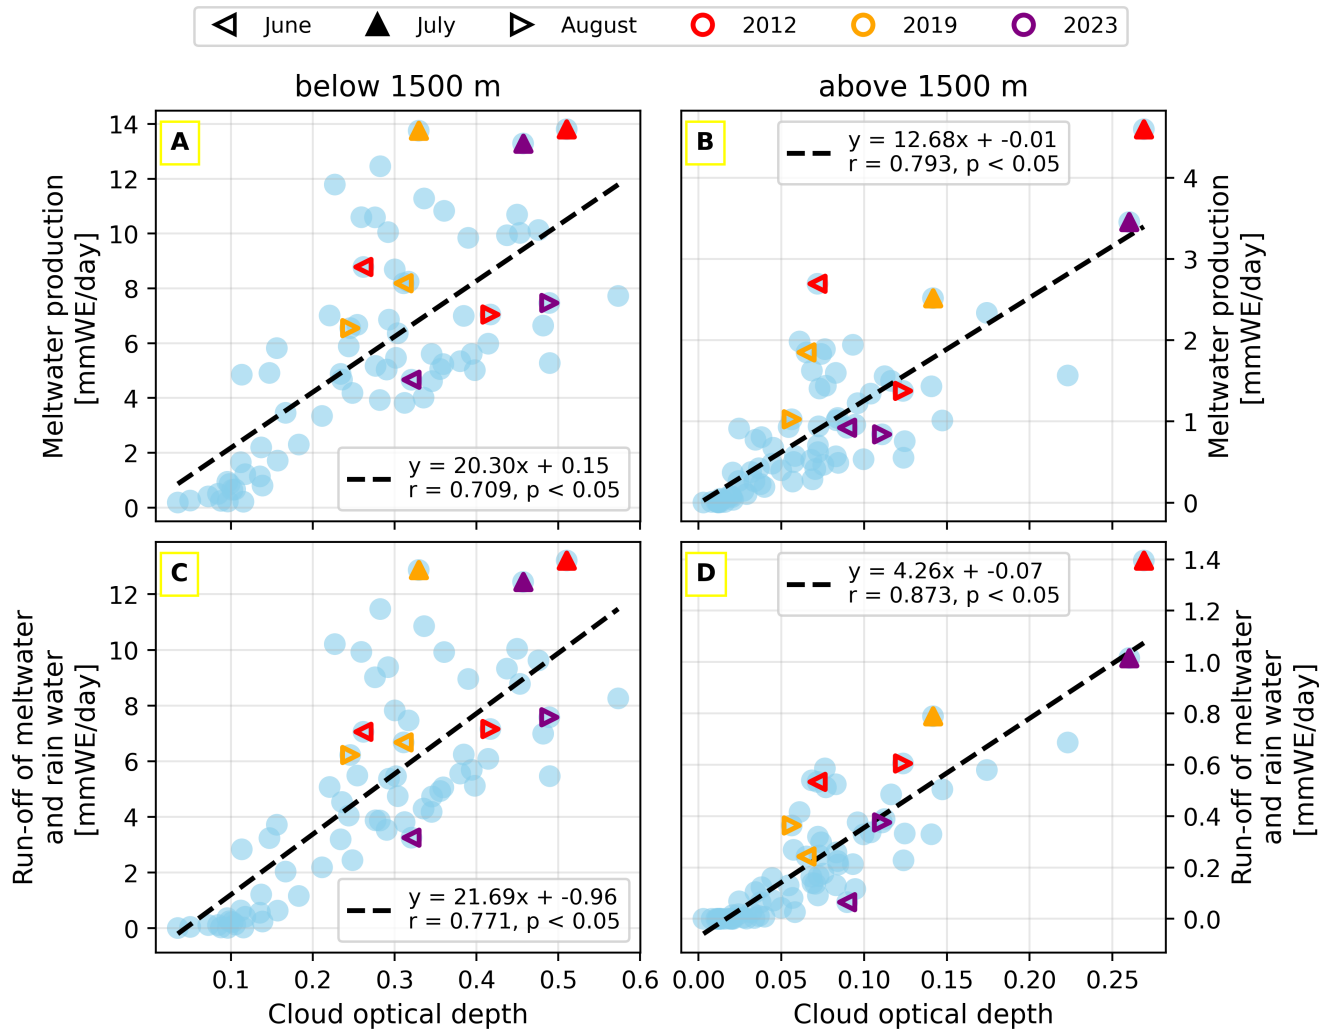 June July August 2012 2019 2023
below 1500 m
above 1500 m
A
14
12
10
8
6
4
2
0
Meltwater production
[mmWE/day]
y = 20.30x + 0.15
r = 0.709, p < 0.05
B
y = 12.68x + -0.01
r = 0.793, p < 0.05
4
3
2
1
0
Meltwater production
[mmWE/day]
C
12
10
8
6
4
2
0
Run-off of meltwater
and rain water
[mmWE/day]
y = 21.69x + -0.96
r = 0.771, p < 0.05
0.1 0.2 0.3 0.4 0.5 0.6
Cloud optical depth
D
y = 4.26x + -0.07
r = 0.873, p < 0.05
1.4
1.2
1.0
0.8
0.6
0.4
0.2
0.0
Run-off of meltwater
and rain water
[mmWE/day]
0.00 0.05 0.10 0.15 0.20 0.25
Cloud optical depth